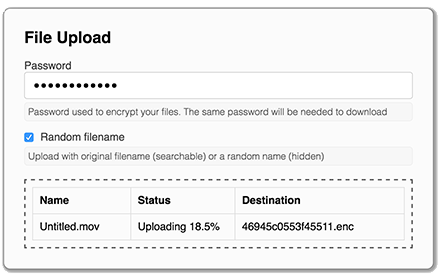 File Upload
Password
●●●●●●●●●●●●
Password used to encrypt your files. The same password will be needed to download
Random filename
Upload with original filename (searchable) or a random name (hidden)
Name Status Destination
Untitled.mov Uploading 18.5% 46945c0553f45511.enc